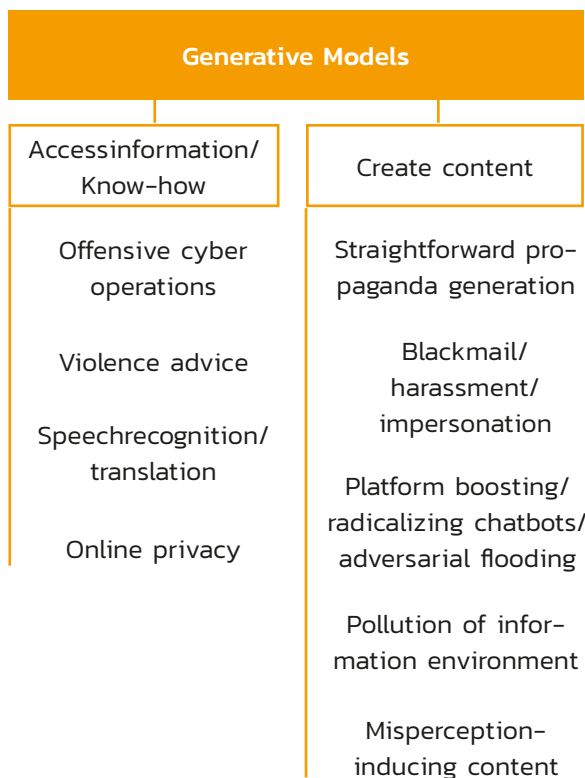 Generative Models
Accessinformation/
Know-how
Offensive cyber
operations
Violence advice
Speechrecognition/
translation
Online privacy
Create content
Straightforward pro-
paganda generation
Blackmail/
harassment/
impersonation
Platform boosting/
radicalizing chatbots/
adversarial flooding
Pollution of infor-
mation environment
Misperception-
inducing content